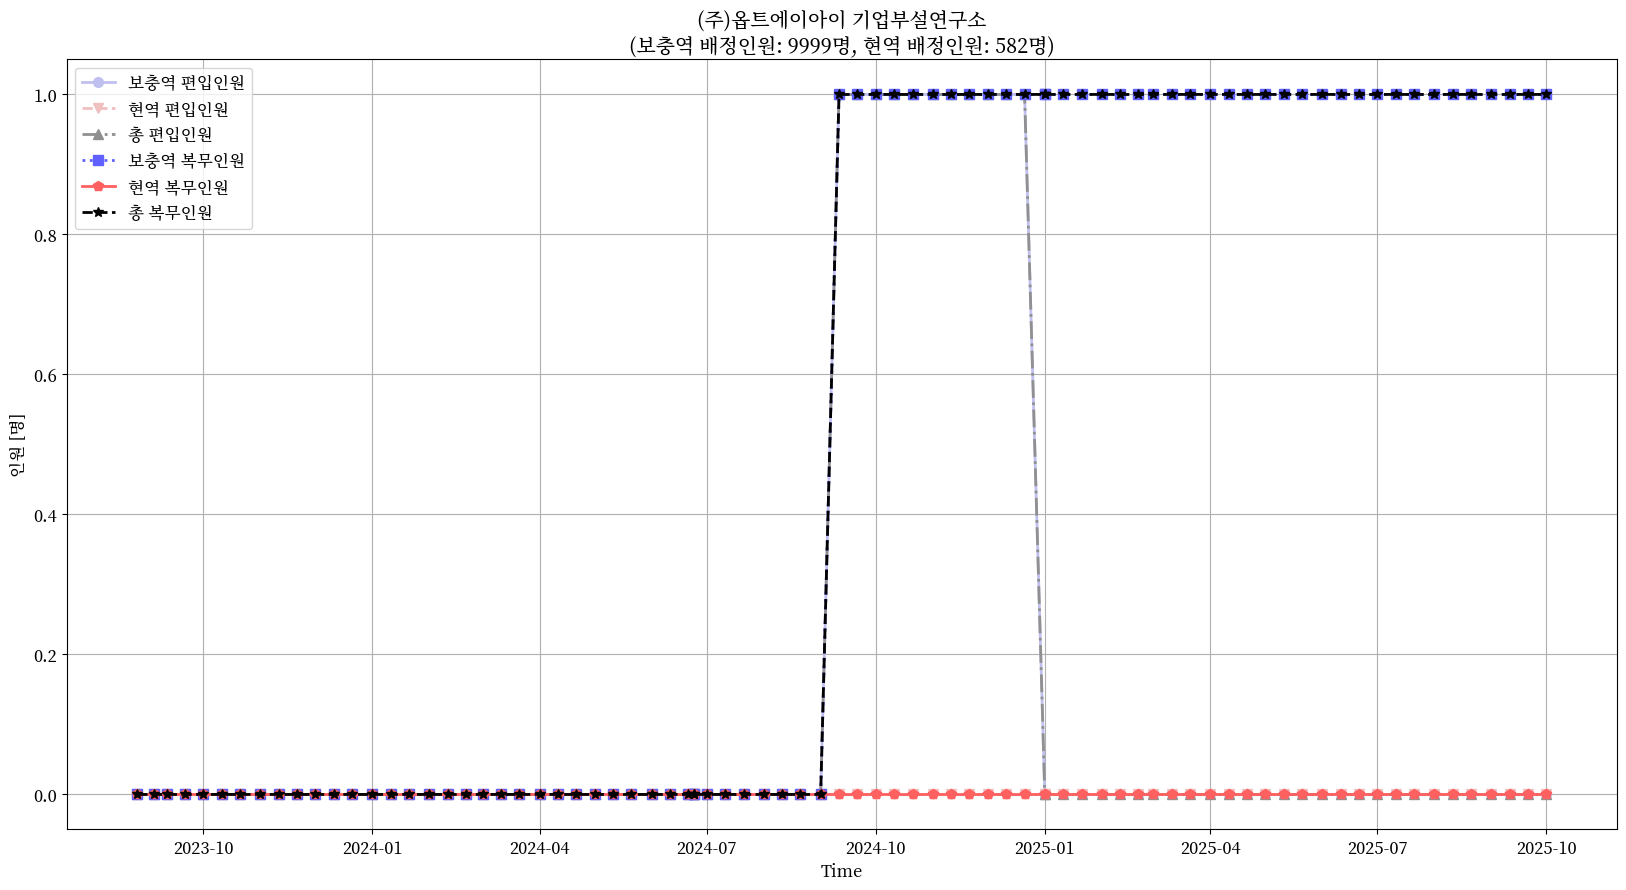 (주)옵트에이아이 기업부설연구소
(보충역 배정인원: 9999명, 현역 배정인원: 582명)
보충역 편입인원
현역 편입인원
총 편입인원
보충역 복무인원
현역 복무인원
총 복무인원
1.0
0.8
0.6
0.4
0.2
0.0
인원 [명]
2023-10
2024-01
2024-04
2024-07
2024-10
2025-01
2025-04
2025-07
2025-10
Time